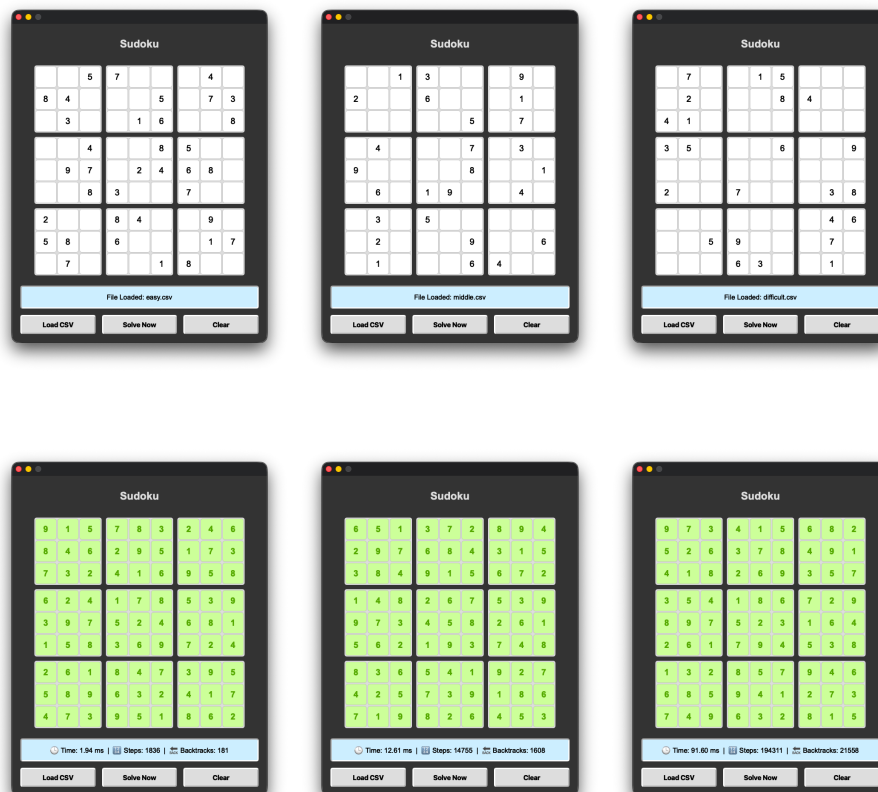 Sudoku
5 7 4
8 4 5 7 3
3 1 6 8
4 8 5
9 7 2 4 6 8
8 3 7
2 8 4 9
5 8 6 1 7
7 1 8
File Loaded: easy.csv
Load CSV Solve Now Clear
Sudoku
1 3 9
2 6 1
5 7
4 7 3
9 8 1
6 1 9 4
3 5
2 9 6
1 6 4
File Loaded: middle.csv
Load CSV Solve Now Clear
Sudoku
7 1 5
2 8 4
4 1
3 5 6 9
2 7 3 8
4 6
5 9 7
6 3 1
File Loaded: difficult.csv
Load CSV Solve Now Clear
Sudoku
9 1 5 7 8 3 2 4 6
8 4 6 2 9 5 1 7 3
7 3 2 4 1 6 9 5 8
6 2 4 1 7 8 5 3 9
3 9 7 5 2 4 6 8 1
1 5 8 3 6 9 7 2 4
2 6 1 8 4 7 3 9 5
5 8 9 6 3 2 4 1 7
4 7 3 9 5 1 8 6 2
Time: 1.94 ms | Steps: 1836 | Backtracks: 181
Load CSV Solve Now Clear
Sudoku
6 5 1 3 7 2 8 9 4
2 9 7 6 8 4 3 1 5
3 8 4 9 1 5 6 7 2
1 4 8 2 6 7 5 3 9
9 7 3 4 5 8 2 6 1
5 6 2 1 9 3 7 4 8
8 3 6 5 4 1 9 2 7
4 2 5 7 3 9 1 8 6
7 1 9 8 2 6 4 5 3
Time: 12.61 ms | Steps: 14755 | Backtracks: 1608
Load CSV Solve Now Clear
Sudoku
9 7 3 4 1 5 6 8 2
5 2 6 3 7 8 4 9 1
4 1 8 2 6 9 3 5 7
3 5 4 1 8 6 7 2 9
8 9 7 5 2 3 1 6 4
2 6 1 7 9 4 5 3 8
1 3 2 8 5 7 9 4 6
6 8 5 9 4 1 2 7 3
7 4 9 6 3 2 8 1 5
Time: 91.60 ms | Steps: 194311 | Backtracks: 21558
Load CSV Solve Now Clear